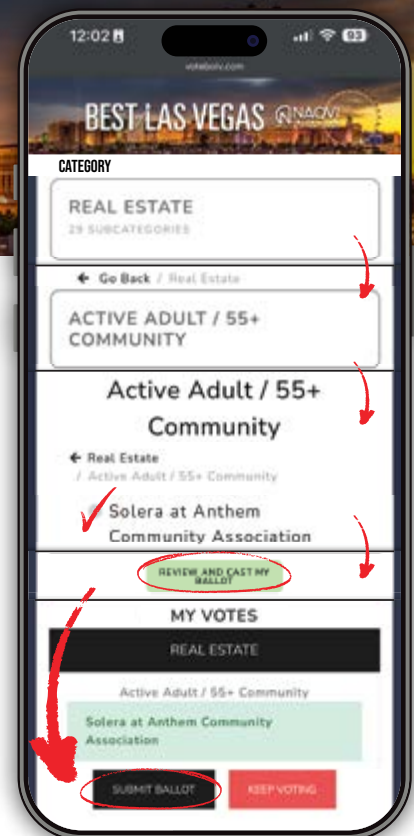 12:02
93
votebolv.com
BEST LAS VEGAS
CATEGORY
REAL ESTATE
29 SUBCATEGORIES
Go Back / Real Estate
ACTIVE ADULT / 55+
COMMUNITY
Active Adult / 55+
Community
Real Estate
/ Active Adult / 55+ Community
Solera at Anthem
Community Association
REVIEW AND CAST MY
BALLOT
MY VOTES
REAL ESTATE
Active Adult / 55+ Community
Solera at Anthem Community
Association
SUBMIT BALLOT
KEEP VOTING